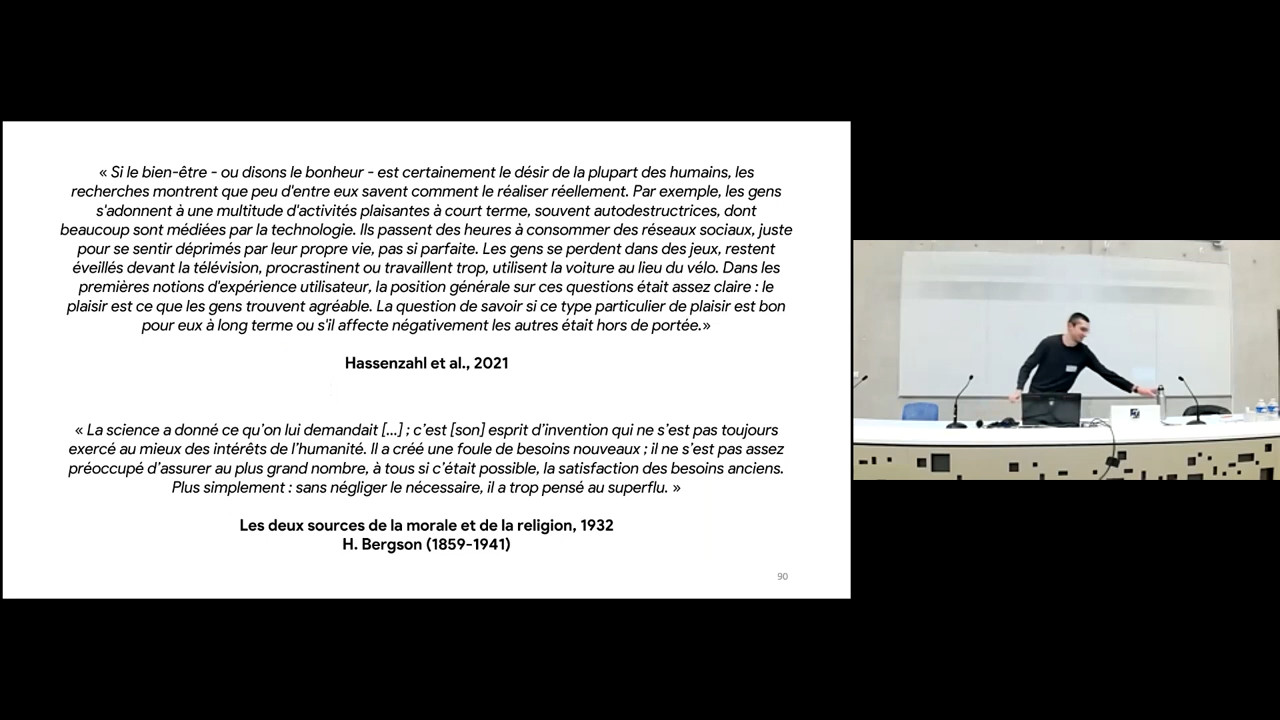 « Si le bien-être - ou disons le bonheur - est certainement le désir de la plupart des humains, les
recherches montrent que peu d'entre eux savent comment le réaliser réellement. Par exemple, les gens
s'adonnent à une multitude d'activités plaisantes à court terme, souvent autodestructrices, dont
beaucoup sont médiées par la technologie. Ils passent des heures à consommer des réseaux sociaux, juste
pour se sentir déprimés par leur propre vie, pas si parfaite. Les gens se perdent dans des jeux, restent
éveillés devant la télévision, procrastinent ou travaillent trop, utilisent la voiture au lieu du vélo. Dans les
premières notions d'expérience utilisateur, la position générale sur ces questions était assez claire : le
plaisir est ce que les gens trouvent agréable. La question de savoir si ce type particulier de plaisir est bon
pour eux à long terme ou s'il affecte négativement les autres était hors de portée.»
Hassenzahl et al., 2021
« La science a donné ce qu’on lui demandait [...] ; c’est [son] esprit d’invention qui ne s’est pas toujours
exercé au mieux des intérêts de l’humanité. Il a créé une foule de besoins nouveaux ; il ne s’est pas assez
préoccupé d’assurer au plus grand nombre, à tous si c’était possible, la satisfaction des besoins anciens.
Plus simplement : sans négliger le nécessaire, il a trop pensé au superflu. »
Les deux sources de la morale et de la religion, 1932
H. Bergson (1859-1941)
90